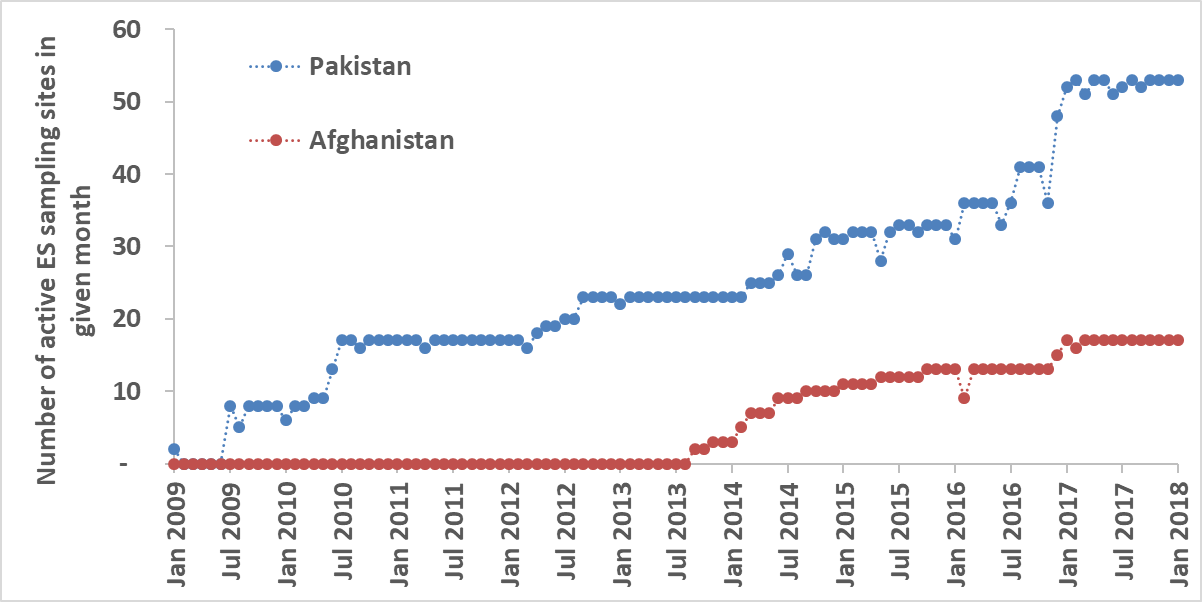 Number of active ES sampling sites in
given month
60
50
40
30
20
10
-
Pakistan
Afghanistan
Jan 2009
Jul 2009
Jan 2010
Jul 2010
Jan 2011
Jul 2011
Jan 2012
Jul 2012
Jan 2013
Jul 2013
Jan 2014
Jul 2014
Jan 2015
Jul 2015
Jan 2016
Jul 2016
Jan 2017
Jul 2017
Jan 2018